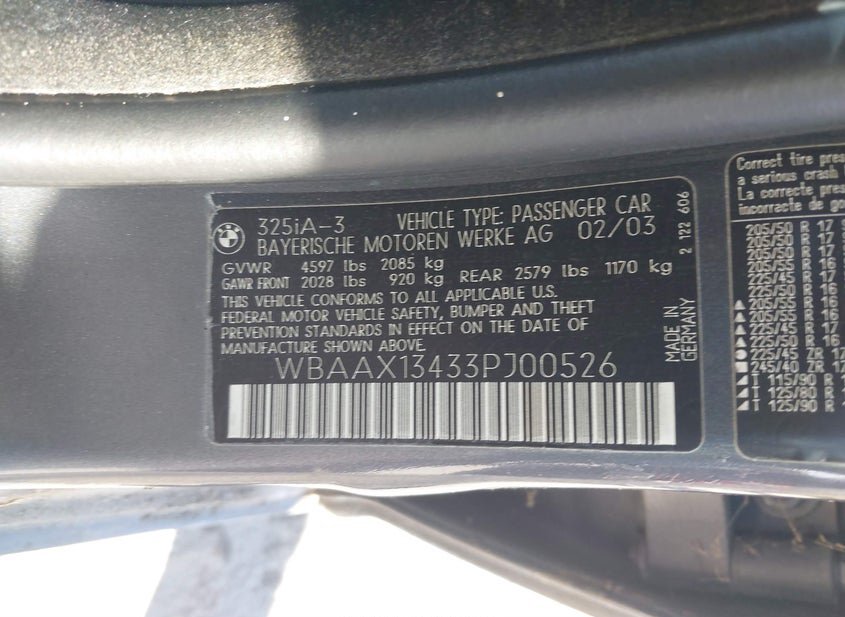 325iA-3 VEHICLE TYPE: PASSENGER CAR
BAYERISCHE MOTOREN WERKE AG 02/03
GVWR 4597 lbs 2085 kg
GAWR FRONT 2028 lbs 920 kg REAR 2579 lbs 1170 kg
THIS VEHICLE CONFORMS TO ALL APPLICABLE U.S.
FEDERAL MOTOR VEHICLE SAFETY, BUMPER AND THEFT
PREVENTION STANDARDS IN EFFECT ON THE DATE OF
MANUFACTURE SHOWN ABOVE.
WBAAX13433PJ00526
2 122 606
MADE IN
GERMANY
Correct tire
a serious crash
La correcte
incorrecte de
205/50 R 17
205/50 R
205/50 R 16
225/45 R 17
225/50 R 16
205/55 R 16
205/55 R 16
225/45 R 17
225/50 R 16
225/45 ZR
245/40 ZR
T 115/90 R
T 125/80 R
T 125/90 R